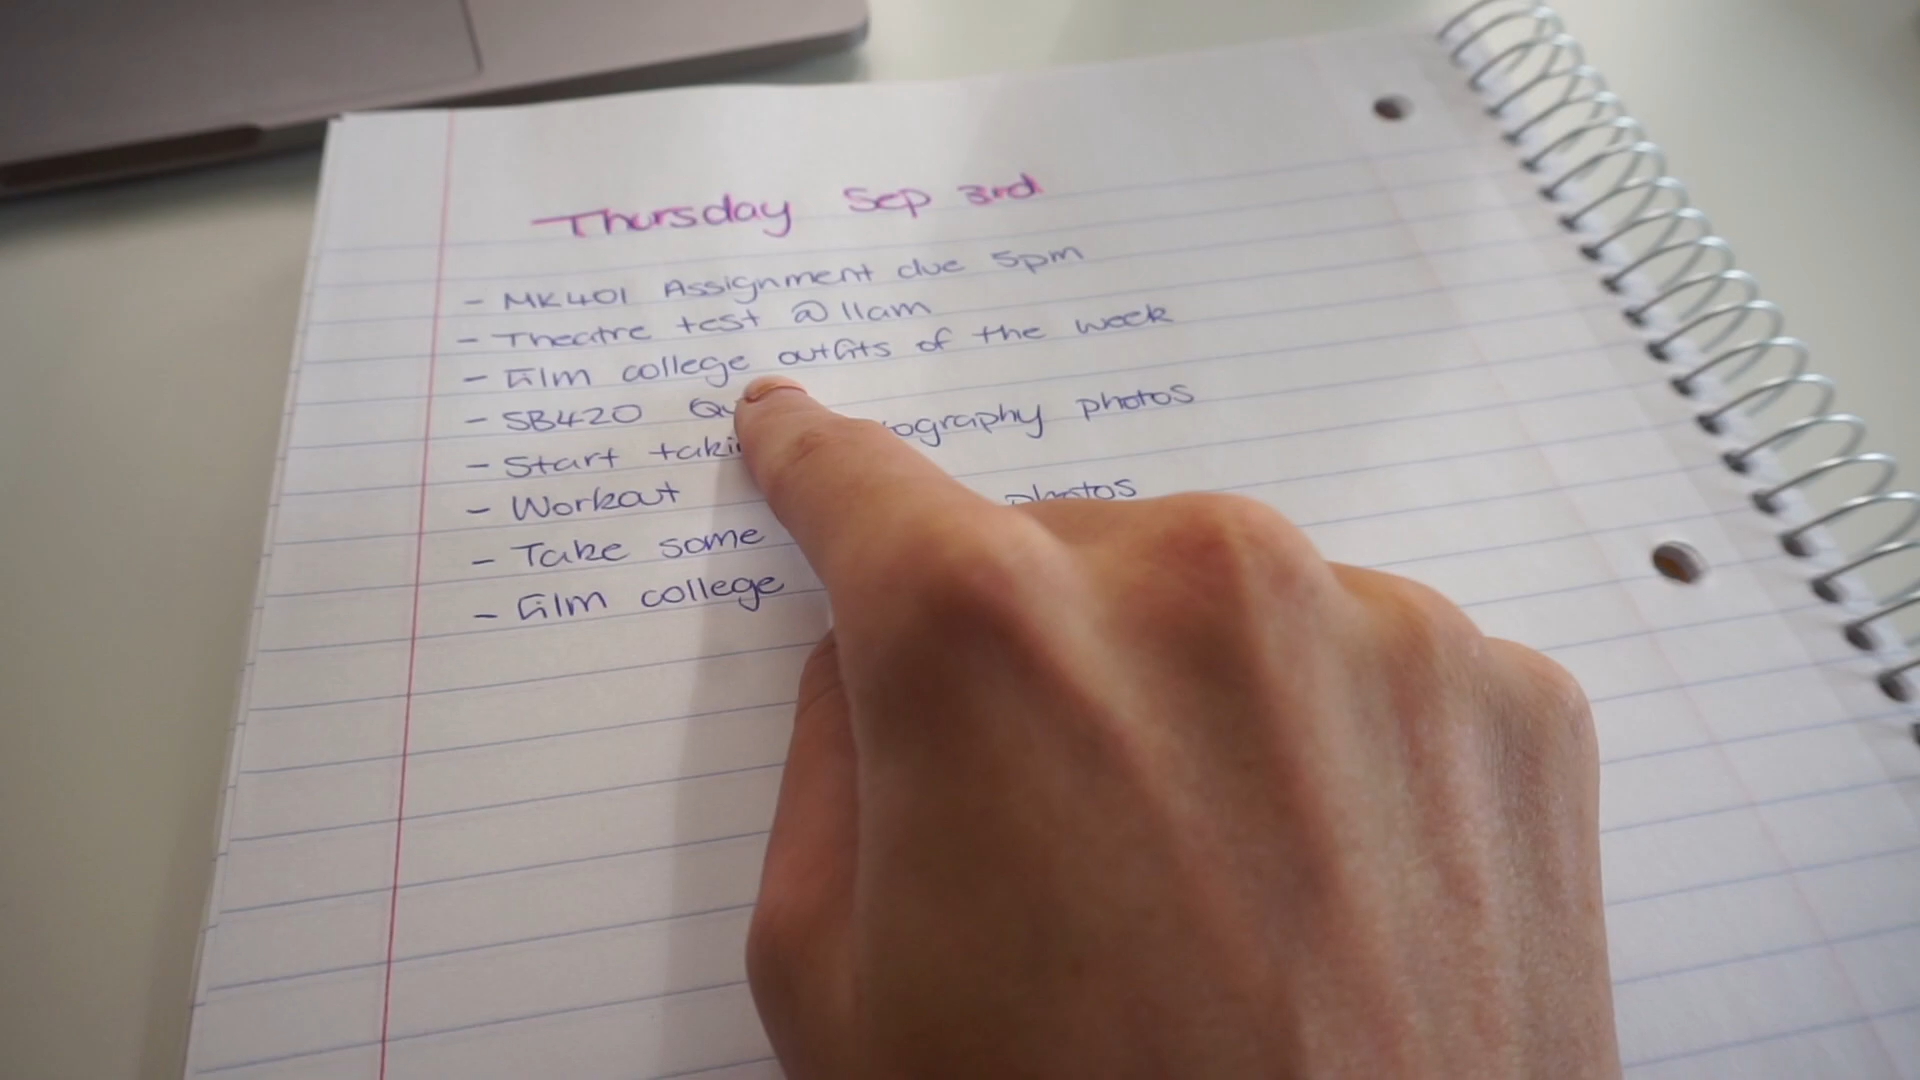 Thursday Sep 3rd
- MK401 Assignment due 5pm
- Theatre test @ 11am
- Film college outfits of the week
- SB420 Qu
- Start taki ography photos
- Workout
- Take some photos
- Film college